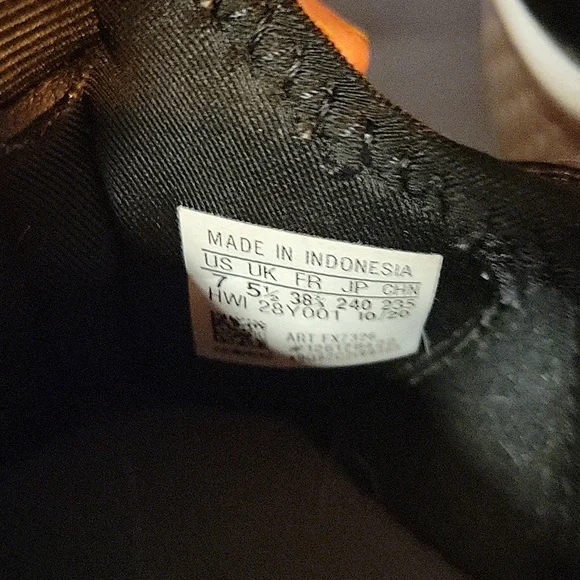 MADE IN INDONESIA
US UK FR JP CHN
7 5½ 38⅔ 240 235
HWI 28Y001 10/20
ART FX7326